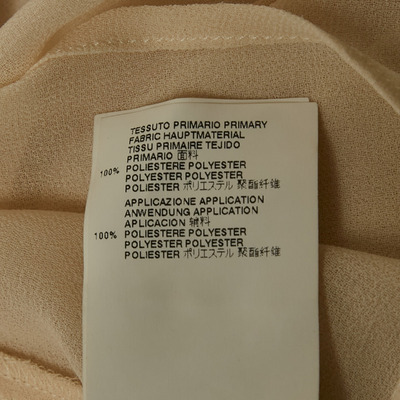 TESSUTO PRIMARIO PRIMARY
FABRIC HAUPTMATERIAL
TISSU PRIMAIRE TEJIDO
PRIMARIO 面料
100% POLIESTERE POLYESTER
POLYESTER POLYESTER
POLIESTER ポリエステル 聚酯纤维
APPLICAZIONE APPLICATION
ANWENDUNG APPLICATION
APLICACION 辅料
100% POLIESTERE POLYESTER
POLYESTER POLYESTER
POLIESTER ポリエステル 聚酯纤维